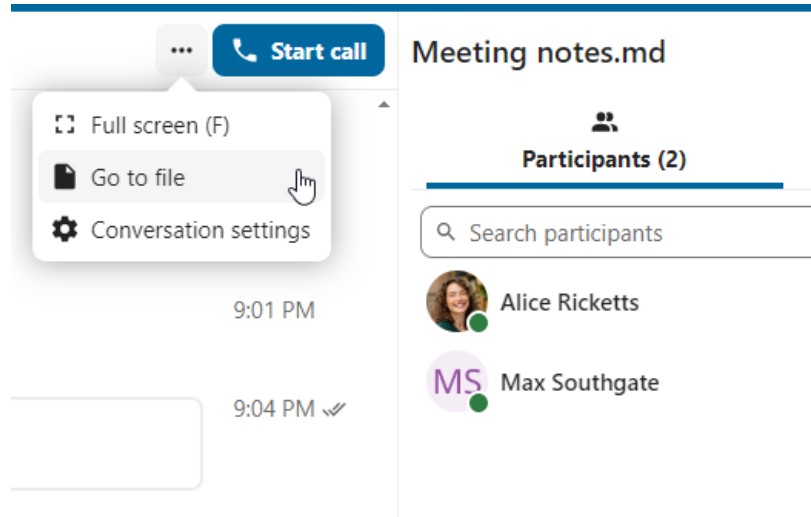 Start call
Full screen (F)
Go to file
Conversation settings
9:01 PM
9:04 PM
Meeting notes.md
Participants (2)
Search participants
Alice Ricketts
MS Max Southgate